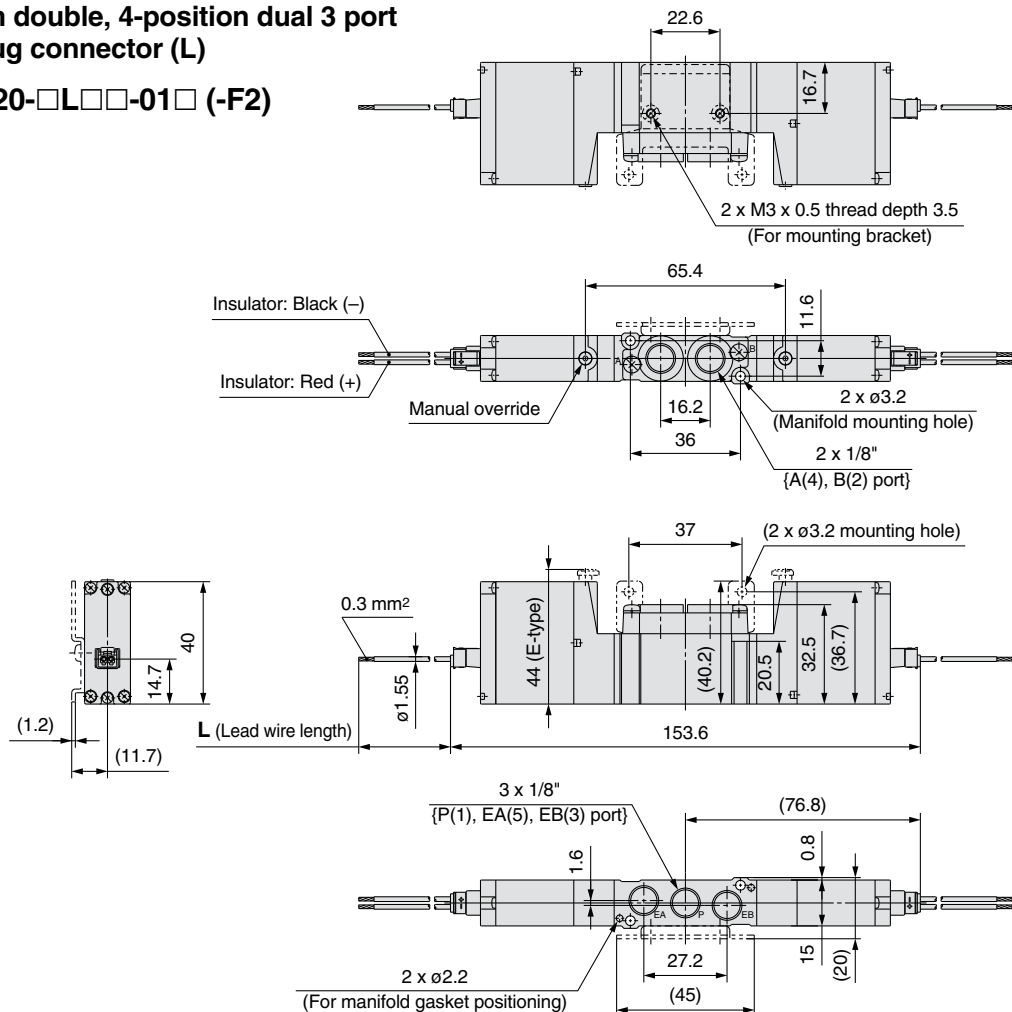 n double, 4-position dual 3 port
ug connector (L)
20-□L□□-01□ (-F2)
22.6
16.7
2 x M3 x 0.5 thread depth 3.5
(For mounting bracket)
65.4
11.6
Insulator: Black (–)
Insulator: Red (+)
A
B
Manual override
16.2
36
2 x ø3.2
(Manifold mounting hole)
2 x 1/8"
{A(4), B(2) port}
37
(2 x ø3.2 mounting hole)
0.3 mm²
44 (E-type)
(40.2)
20.5
32.5
(36.7)
40
14.7
ø1.55
(1.2)
(11.7)
L (Lead wire length)
153.6
3 x 1/8"
{P(1), EA(5), EB(3) port}
(76.8)
1.6
0.8
EA
P
EB
27.2
15
(20)
2 x ø2.2
(For manifold gasket positioning)
(45)